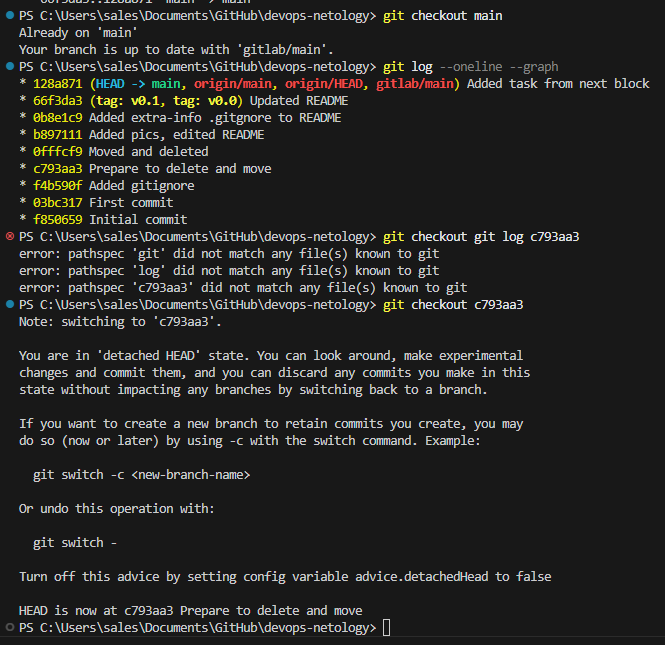 PS C:\Users\sales\Documents\GitHub\devops-netology> git checkout main
Already on 'main'
Your branch is up to date with 'gitlab/main'.
PS C:\Users\sales\Documents\GitHub\devops-netology> git log --oneline --graph
* 128a871 (HEAD -> main, origin/main, origin/HEAD, gitlab/main) Added task from next block
* 66f3da3 (tag: v0.1, tag: v0.0) Updated README
* 0b8e1c9 Added extra-info .gitgnore to README
* b897111 Added pics, edited README
* 0fffcf9 Moved and deleted
* c793aa3 Prepare to delete and move
* f4b590f Added gitignore
* 03bc317 First commit
* f850659 Initial commit
PS C:\Users\sales\Documents\GitHub\devops-netology> git checkout git log c793aa3
error: pathspec 'git' did not match any file(s) known to git
error: pathspec 'log' did not match any file(s) known to git
error: pathspec 'c793aa3' did not match any file(s) known to git
PS C:\Users\sales\Documents\GitHub\devops-netology> git checkout c793aa3
Note: switching to 'c793aa3'.
You are in 'detached HEAD' state. You can look around, make experimental
changes and commit them, and you can discard any commits you make in this
state without impacting any branches by switching back to a branch.
If you want to create a new branch to retain commits you create, you may
do so (now or later) by using -c with the switch command. Example:
git switch -c <new-branch-name>
Or undo this operation with:
git switch -
Turn off this advice by setting config variable advice.detachedHead to false
HEAD is now at c793aa3 Prepare to delete and move
PS C:\Users\sales\Documents\GitHub\devops-netology>